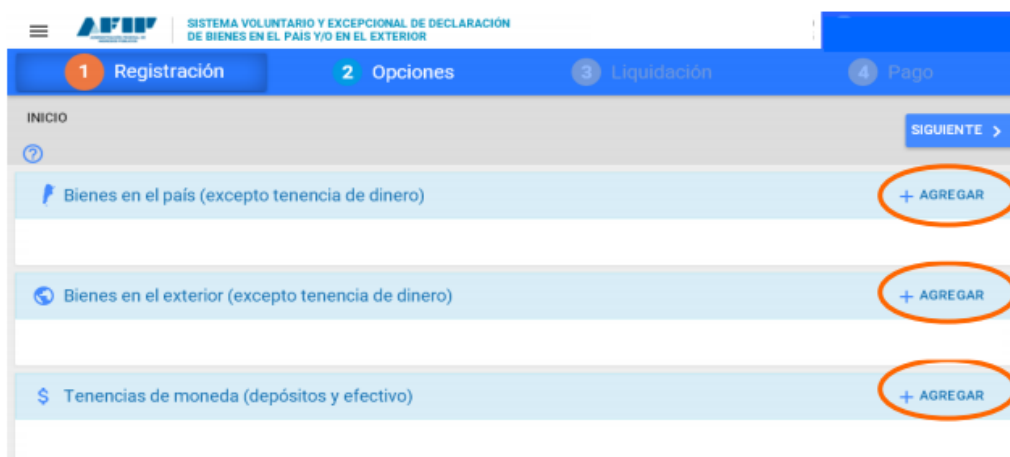 AFIP
SISTEMA VOLUNTARIO Y EXCEPCIONAL DE DECLARACIÓN
DE BIENES EN EL PAÍS Y/O EN EL EXTERIOR
1 Registración 2 Opciones 3 Liquidación 4 Pago
INICIO
SIGUIENTE >
?
Bienes en el país (excepto tenencia de dinero) + AGREGAR
Bienes en el exterior (excepto tenencia de dinero) + AGREGAR
$ Tenencias de moneda (depósitos y efectivo) + AGREGAR